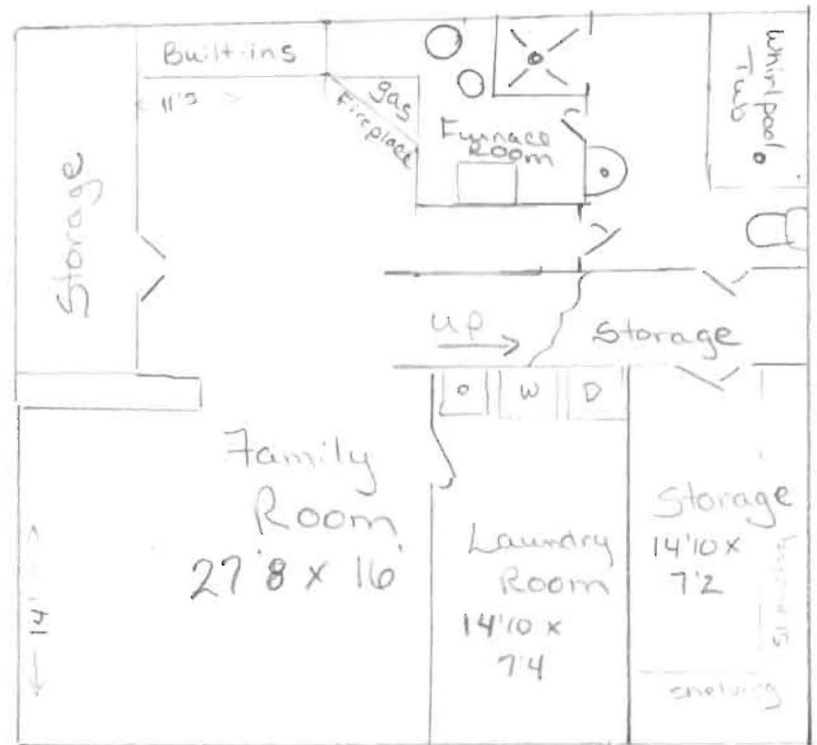 Built-ins
11'5
gas
Fireplace
Furnace
ROOM
Whirlpool
Tub
Storage
up
Storage
O
W
D
Family
Room
27'8 x 16'
14'
Laundry
Room
14'10 x
7'4
Storage
14'10 x
7'2
shelving
shelving